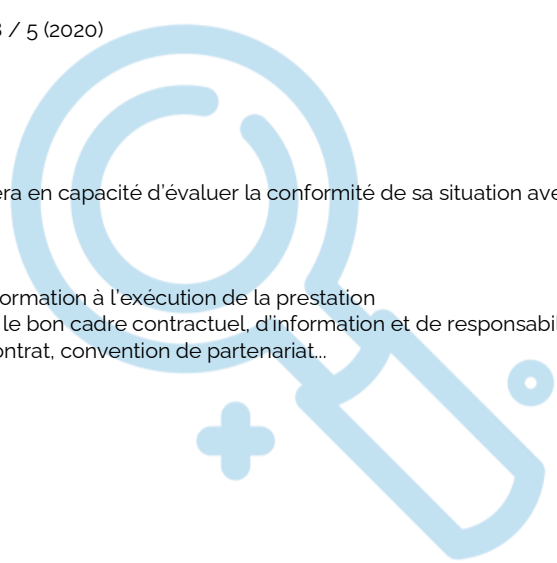 / 5 (2020)
era en capacité d'évaluer la conformité de sa situation ave
ormation à l'exécution de la prestation
le bon cadre contractuel, d'information et de responsabi
ontrat, convention de partenariat...